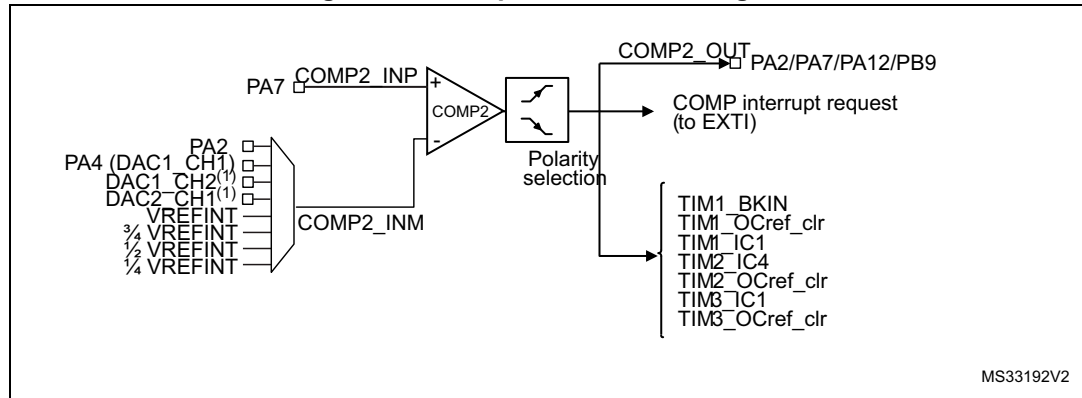 COMP2_OUT
PA2/PA7/PA12/PB9
COMP2_INP
PA7
+
COMP2
-
COMP interrupt request
(to EXTI)
Polarity
selection
PA2
PA4 (DAC1_CH1)
DAC1_CH2(1)
DAC2_CH1(1)
VREFINT
¾ VREFINT
½ VREFINT
¼ VREFINT
COMP2_INM
TIM1_BKIN
TIM1_OCref_clr
TIM1_IC1
TIM2_IC4
TIM2_OCref_clr
TIM3_IC1
TIM3_OCref_clr
MS33192V2